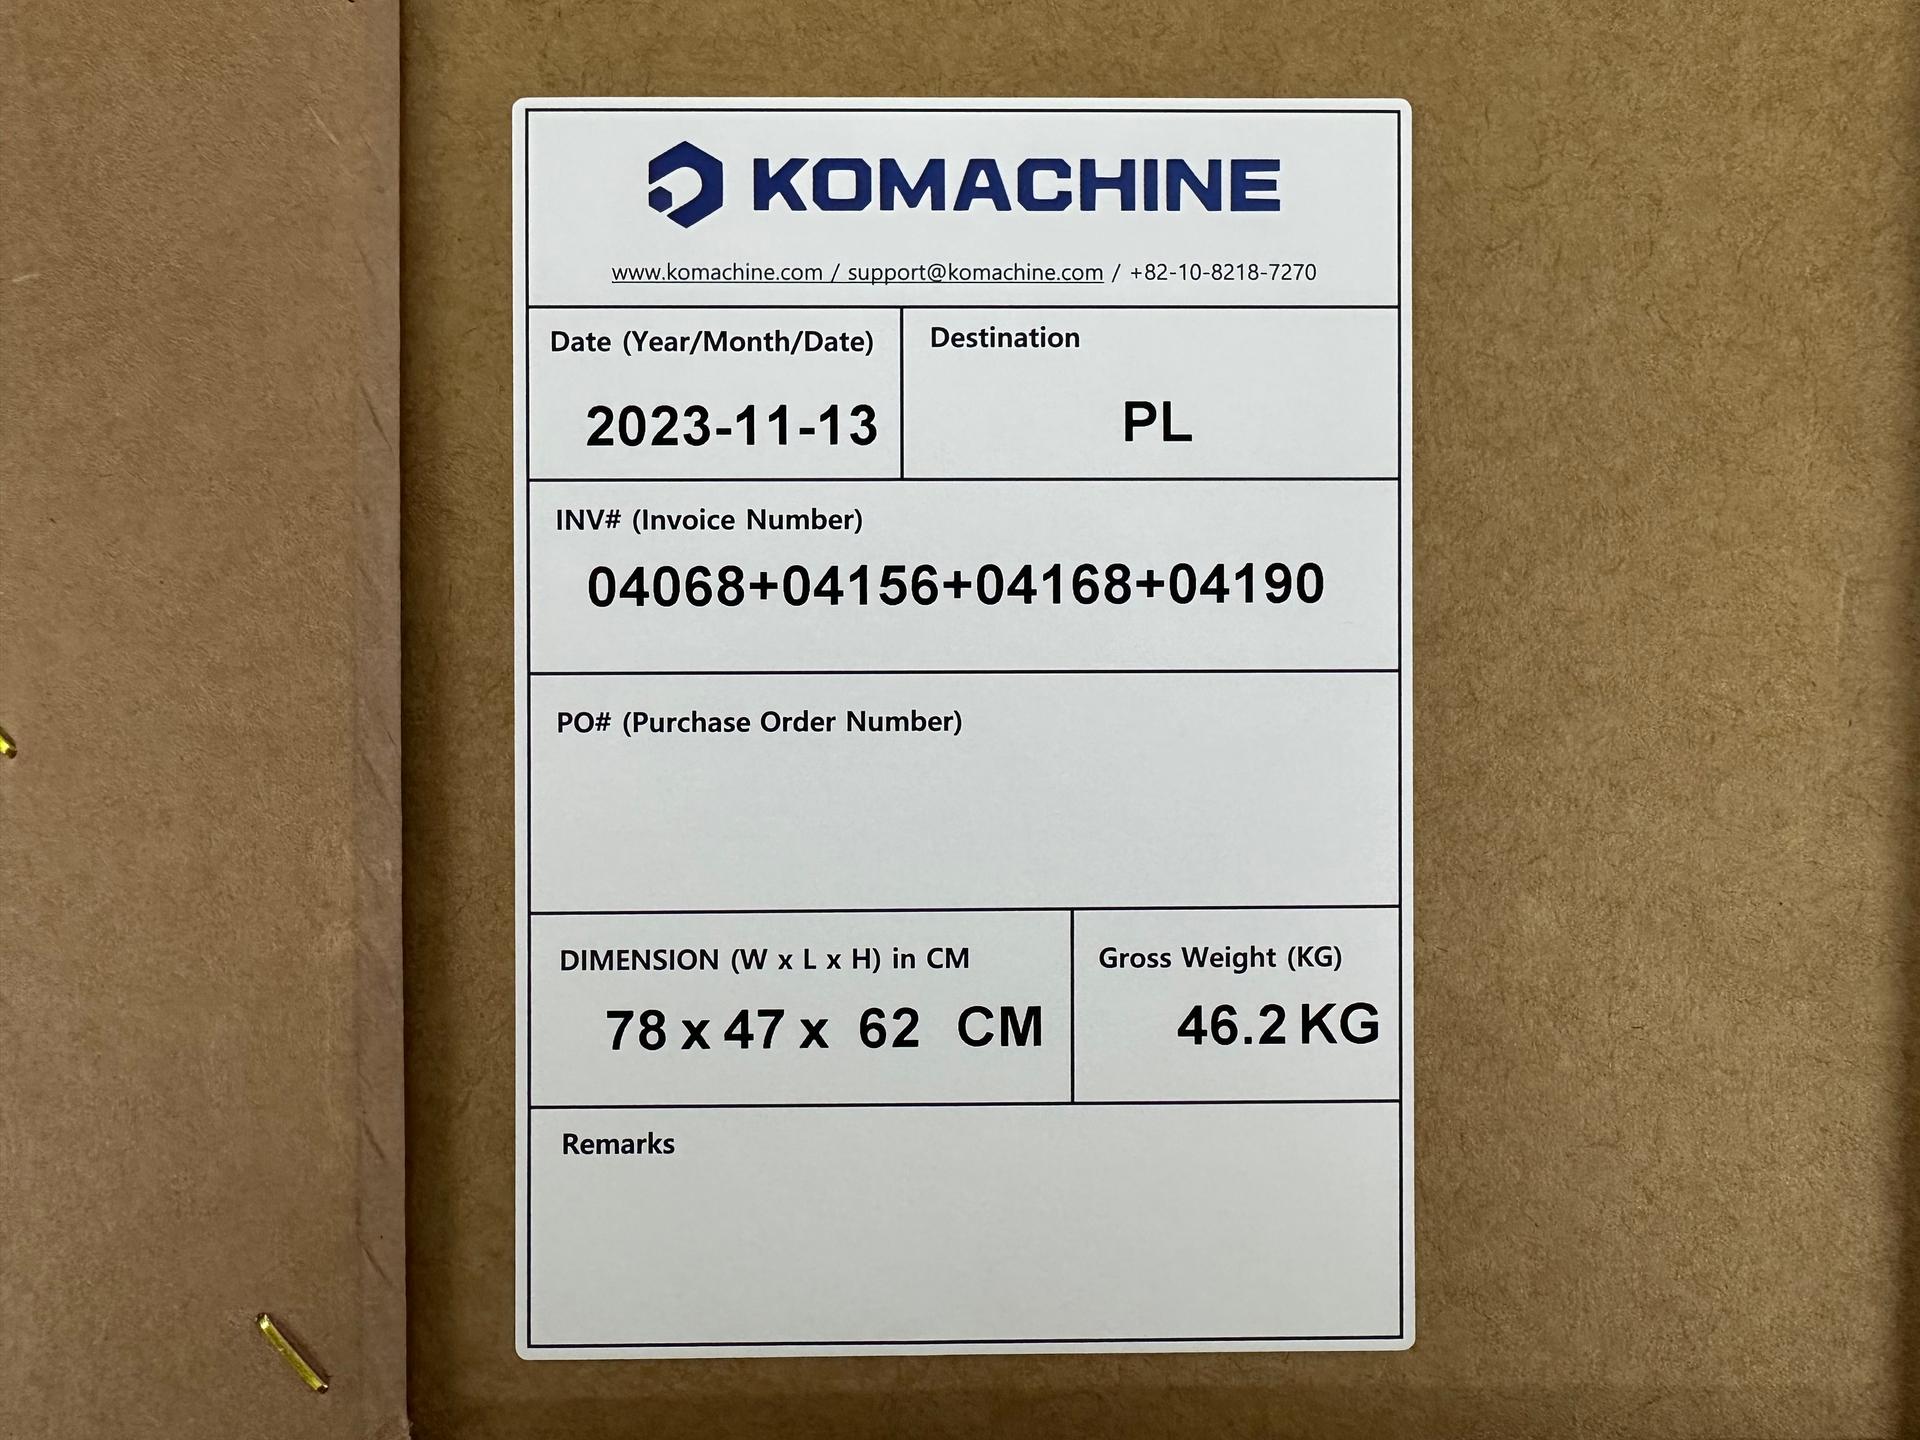 KOMACHINE
www.komachine.com / support@komachine.com / +82-10-8218-7270
Date (Year/Month/Date)
2023-11-13
Destination
PL
INV# (Invoice Number)
04068+04156+04168+04190
PO# (Purchase Order Number)
DIMENSION (W x L x H) in CM
78 x 47 x 62 CM
Gross Weight (KG)
46.2 KG
Remarks